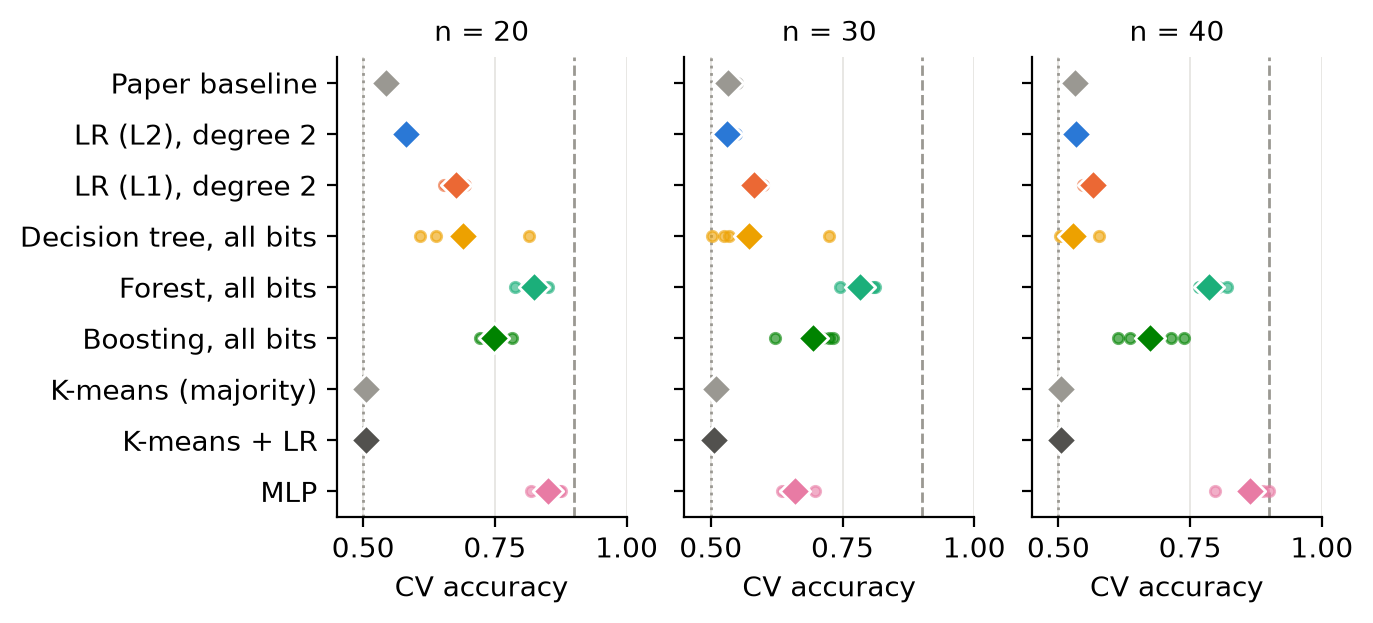 n = 20
n = 30
n = 40
Paper baseline
LR (L2), degree 2
LR (L1), degree 2
Decision tree, all bits
Forest, all bits
Boosting, all bits
K-means (majority)
K-means + LR
MLP
0.50 0.75 1.00
0.50 0.75 1.00
0.50 0.75 1.00
CV accuracy
CV accuracy
CV accuracy